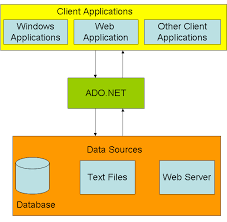 Client Applications
Windows
Applications
Web
Application
Other Client
Applications
ADO.NET
Data Sources
Database
Text Files
Web Server